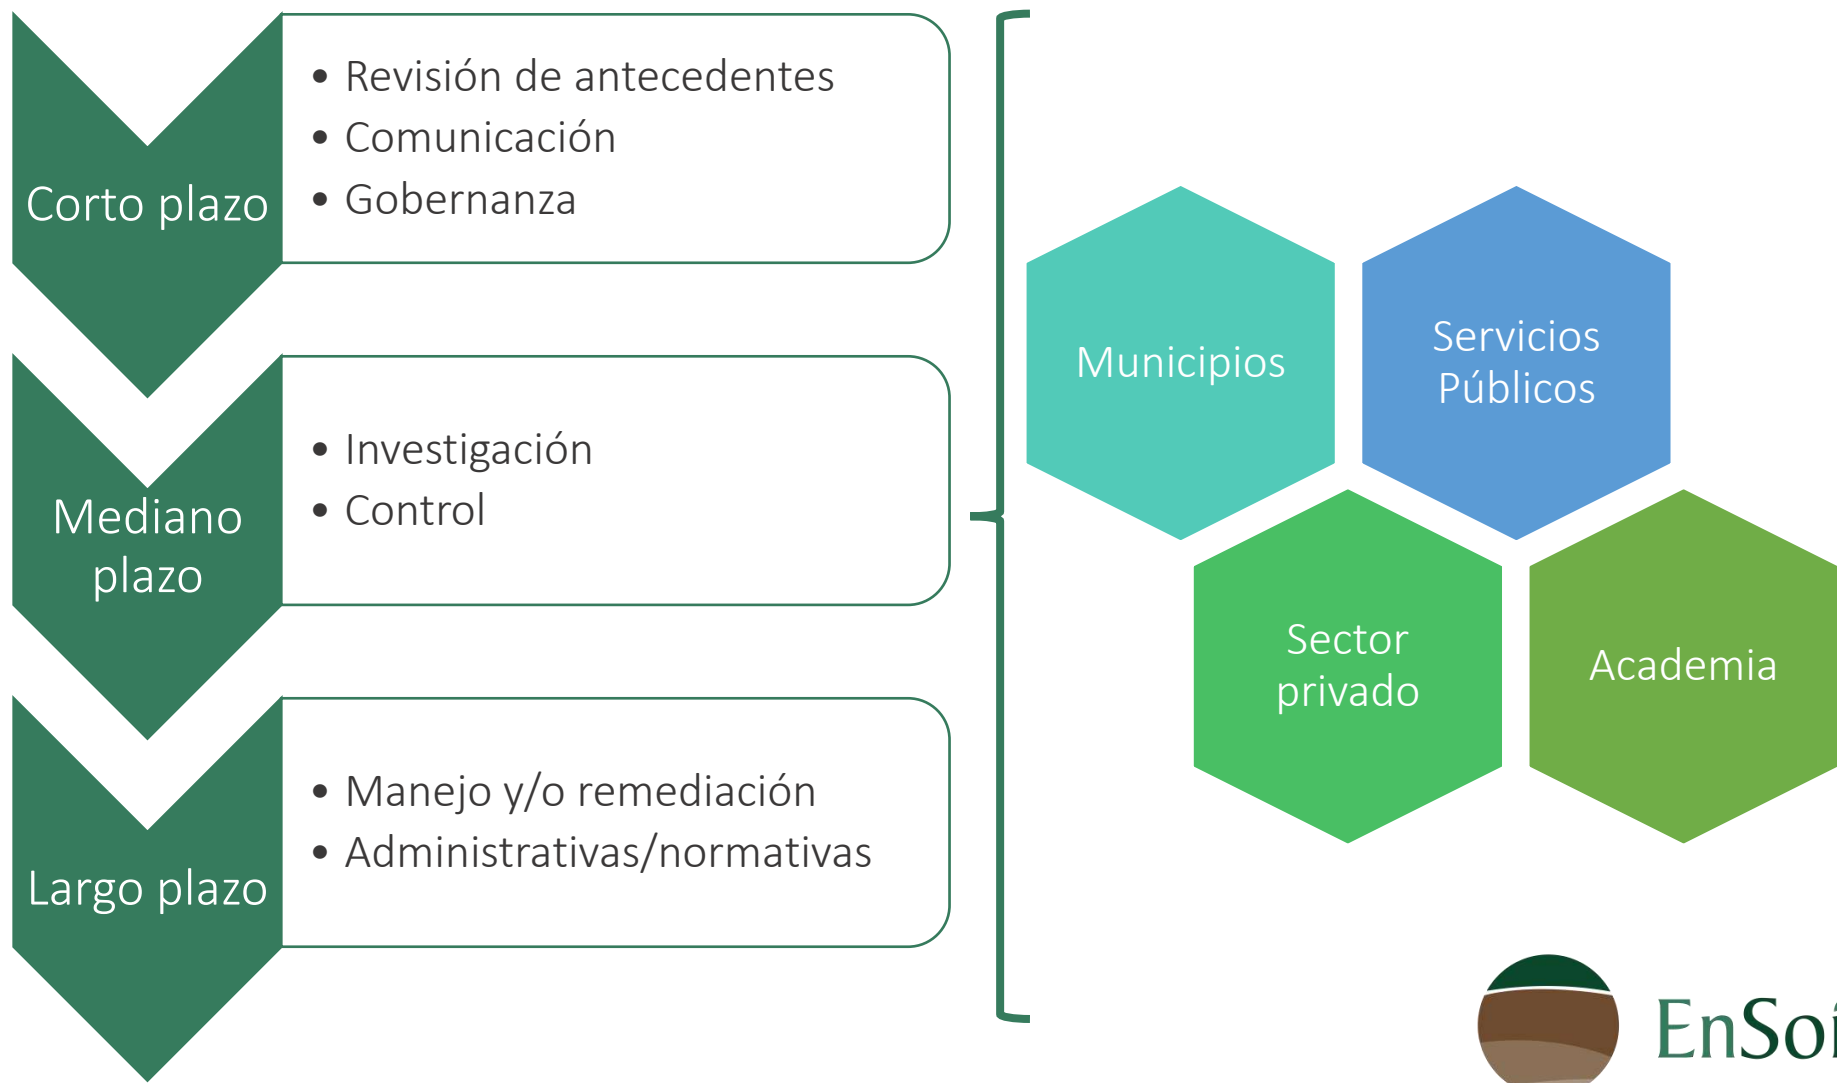 Corto plazo
• Revisión de antecedentes
• Comunicación
• Gobernanza
Mediano
plazo
• Investigación
• Control
Largo plazo
• Manejo y/o remediación
• Administrativas/normativas
Municipios
Servicios
Públicos
Sector
privado
Academia